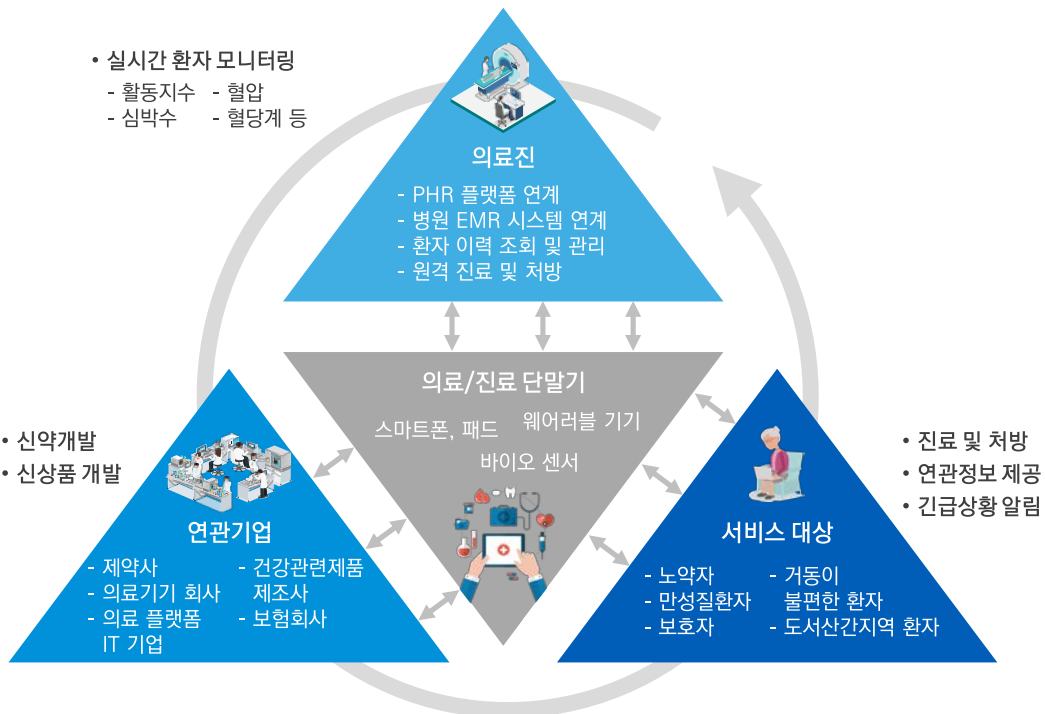 • 실시간 환자 모니터링
- 활동지수 - 혈압
- 심박수 - 혈당계 등
의료진
- PHR 플랫폼 연계
- 병원 EMR 시스템 연계
- 환자 이력 조회 및 관리
- 원격 진료 및 처방
의료/진료 단말기
스마트폰, 패드
웨어러블 기기
바이오 센서
• 신약개발
• 신상품 개발
연관기업
- 제약사
- 의료기기 회사
- 의료 플랫폼
IT 기업
- 건강관련제품
제조사
- 보험회사
• 진료 및 처방
• 연관정보 제공
• 긴급상황 알림
서비스 대상
- 노약자
- 만성질환자
- 보호자
- 거동이
불편한 환자
- 도서산간지역 환자